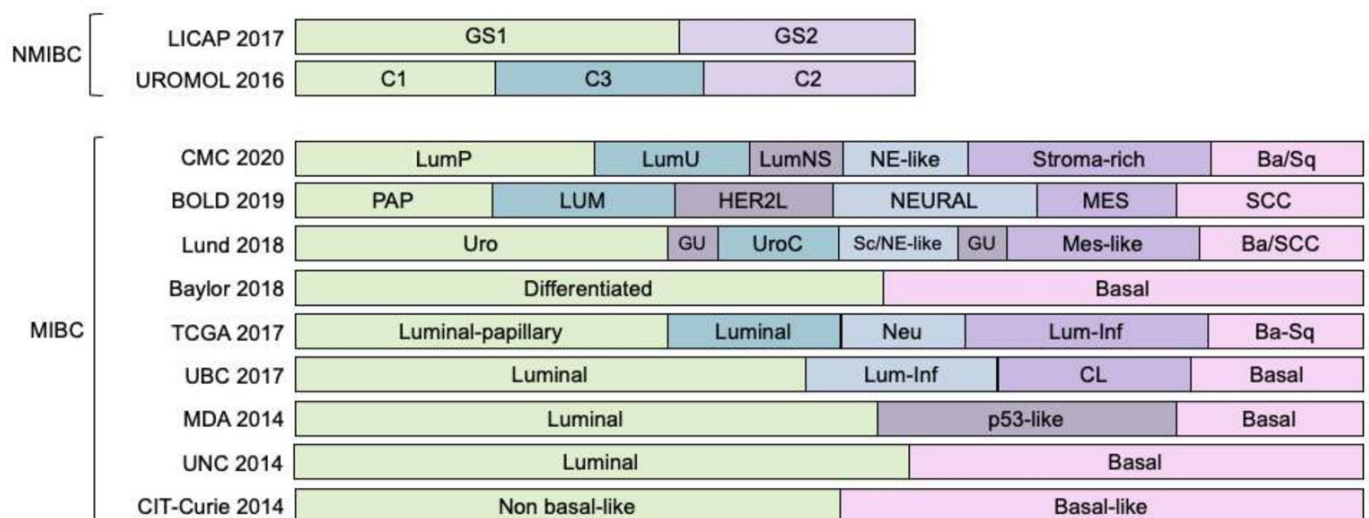 NMIBC
LICAP 2017 GS1 GS2
UROMOL 2016 C1 C3 C2
MIBC
CMC 2020 LumP LumU LumNS NE-like Stroma-rich Ba/Sq
BOLD 2019 PAP LUM HER2L NEURAL MES SCC
Lund 2018 Uro GU UroC Sc/NE-like GU Mes-like Ba/SCC
Baylor 2018 Differentiated Basal
TCGA 2017 Luminal-papillary Luminal Neu Lum-Inf Ba-Sq
UBC 2017 Luminal Lum-Inf CL Basal
MDA 2014 Luminal p53-like Basal
UNC 2014 Luminal Basal
CIT-Curie 2014 Non basal-like Basal-like